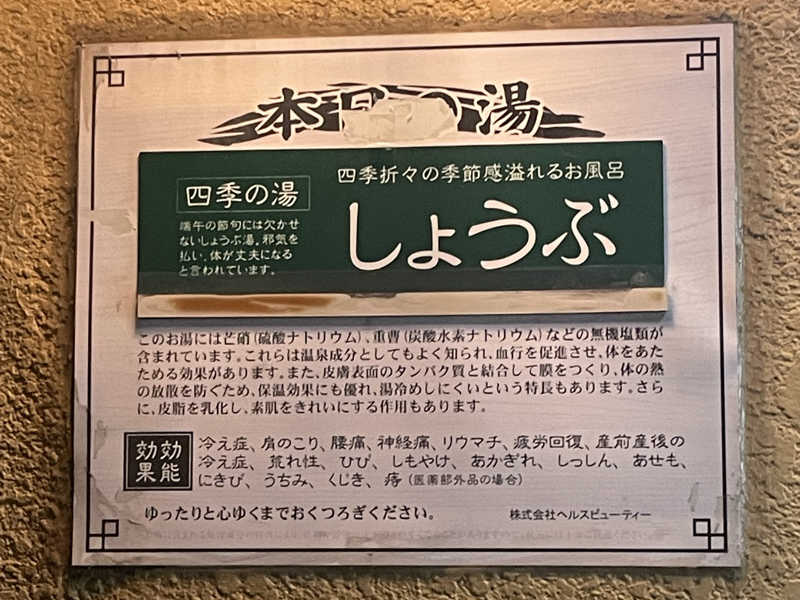 本日の湯
四季の湯
端午の節句には欠かせ
ないしょうぶ湯。邪気を
払い、体が丈夫になる
と言われています。
四季折々の季節感溢れるお風呂
しょうぶ
このお湯には芒硝(硫酸ナトリウム)、重曹(炭酸水素ナトリウム)などの無機塩類が
含まれています。これらは温泉成分としてもよく知られ、血行を促進させ、体をあた
ためる効果があります。また、皮膚表面のタンパク質と結合して膜をつくり、体の熱
の放散を防ぐため、保温効果にも優れ、湯冷めしにくいという特長もあります。さら
に、皮脂を乳化し、素肌をきれいにする作用もあります。
効能
効果
冷え症、肩のこり、腰痛、神経痛、リウマチ、疲労回復、産前産後の
冷え症、荒れ性、ひび、しもやけ、あかぎれ、しっしん、あせも、
にきび、うちみ、くじき、痔(医薬部外品の場合)
ゆったりと心ゆくまでおくつろぎください。
株式会社ヘルスビューティー